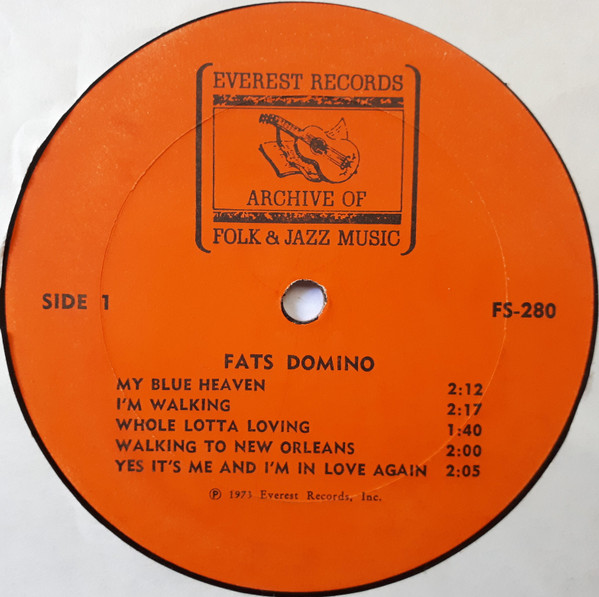 EVEREST RECORDS
ARCHIVE OF
FOLK & JAZZ MUSIC
SIDE 1
FS-280
FATS DOMINO
MY BLUE HEAVEN 2:12
I'M WALKING 2:17
WHOLE LOTTA LOVING 1:40
WALKING TO NEW ORLEANS 2:00
YES IT'S ME AND I'M IN LOVE AGAIN 2:05
℗ 1973 Everest Records, Inc.